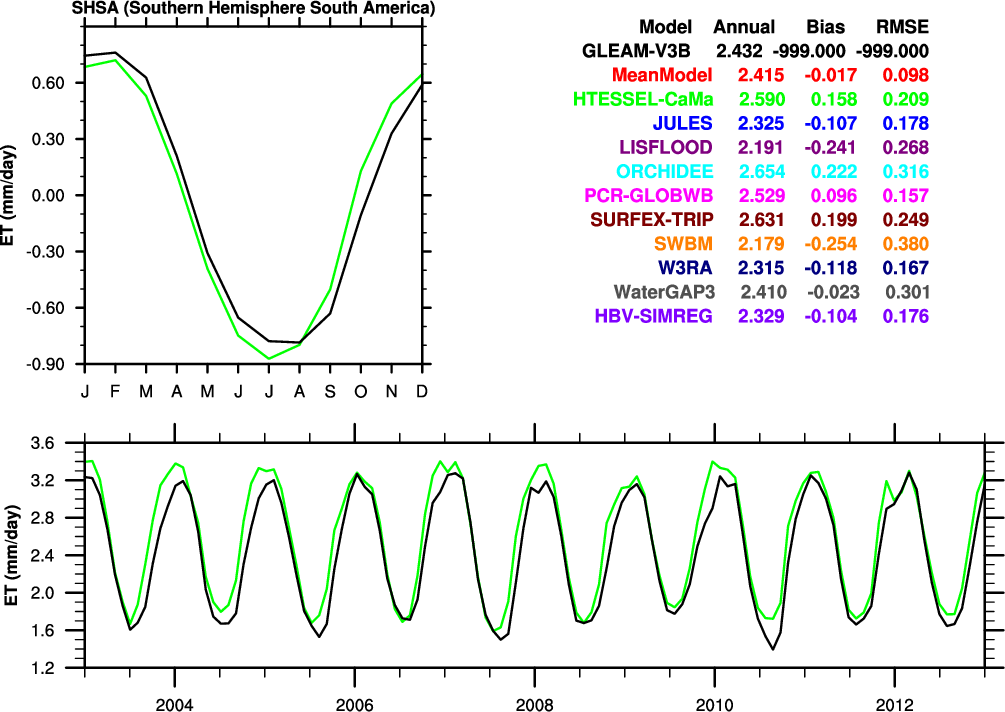 SHSA (Southern Hemisphere South America)
ET (mm/day)
0.60
0.30
0.00
-0.30
-0.60
-0.90
J F M A M J J A S O N D
Model Annual Bias RMSE
GLEAM-V3B 2.432 -999.000 -999.000
MeanModel 2.415 -0.017 0.098
HTESSEL-CaMa 2.590 0.158 0.209
JULES 2.325 -0.107 0.178
LISFLOOD 2.191 -0.241 0.268
ORCHIDEE 2.654 0.222 0.316
PCR-GLOBWB 2.529 0.096 0.157
SURFEX-TRIP 2.631 0.199 0.249
SWBM 2.179 -0.254 0.380
W3RA 2.315 -0.118 0.167
WaterGAP3 2.410 -0.023 0.301
HBV-SIMREG 2.329 -0.104 0.176
ET (mm/day)
3.6
3.2
2.8
2.4
2.0
1.6
1.2
2004 2006 2008 2010 2012